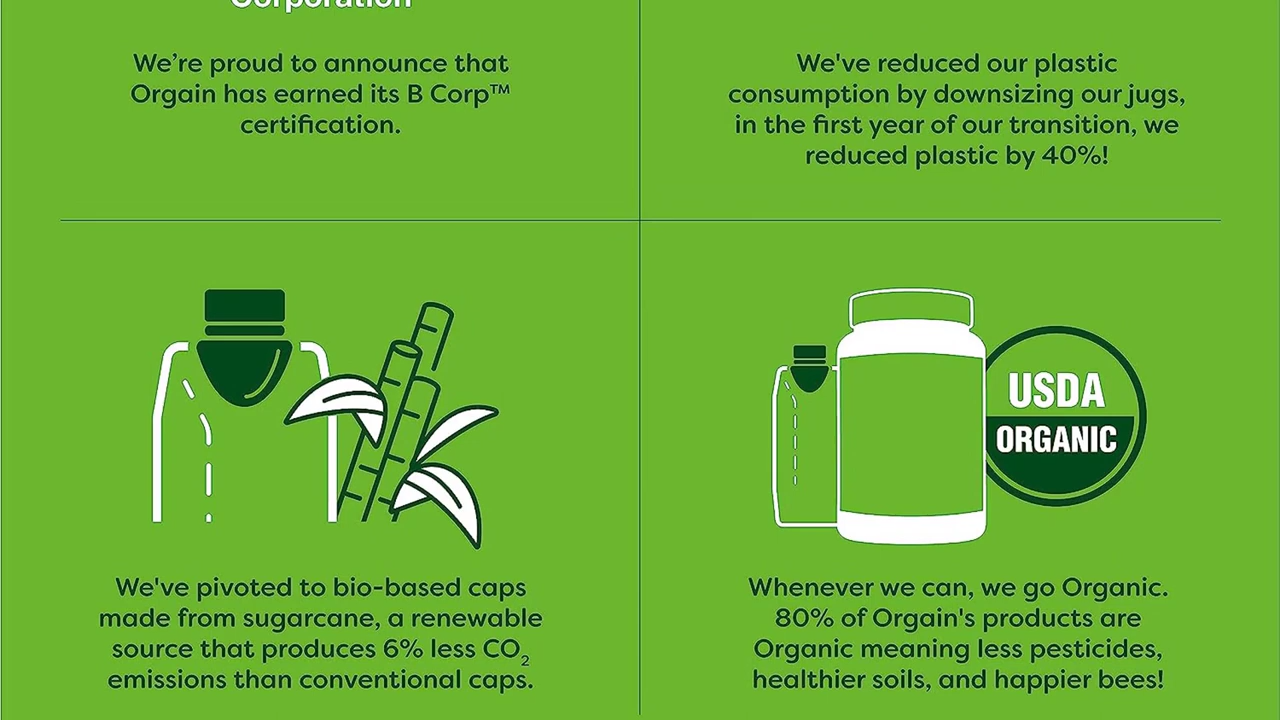 Corporation
We’re proud to announce that
Orgain has earned its B Corp™
certification.
We've reduced our plastic
consumption by downsizing our jugs,
in the first year of our transition, we
reduced plastic by 40%!
We've pivoted to bio-based caps
made from sugarcane, a renewable
source that produces 6% less CO₂
emissions than conventional caps.
USDA
ORGANIC
Whenever we can, we go Organic.
80% of Orgain's products are
Organic meaning less pesticides,
healthier soils, and happier bees!